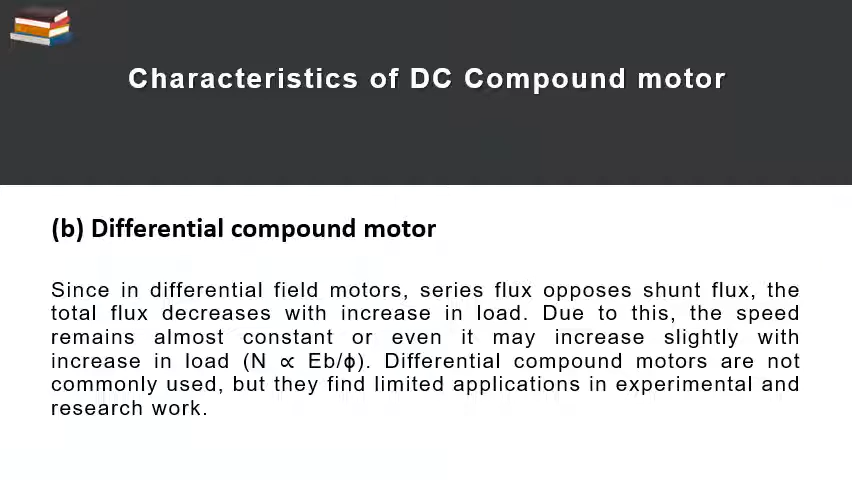 Characteristics of DC Compound motor
(b) Differential compound motor
Since in differential field motors, series flux opposes shunt flux, the
total flux decreases with increase in load. Due to this, the speed
remains almost constant or even it may increase slightly with
increase in load (N ∝ Eb/ϕ). Differential compound motors are not
commonly used, but they find limited applications in experimental and
research work.